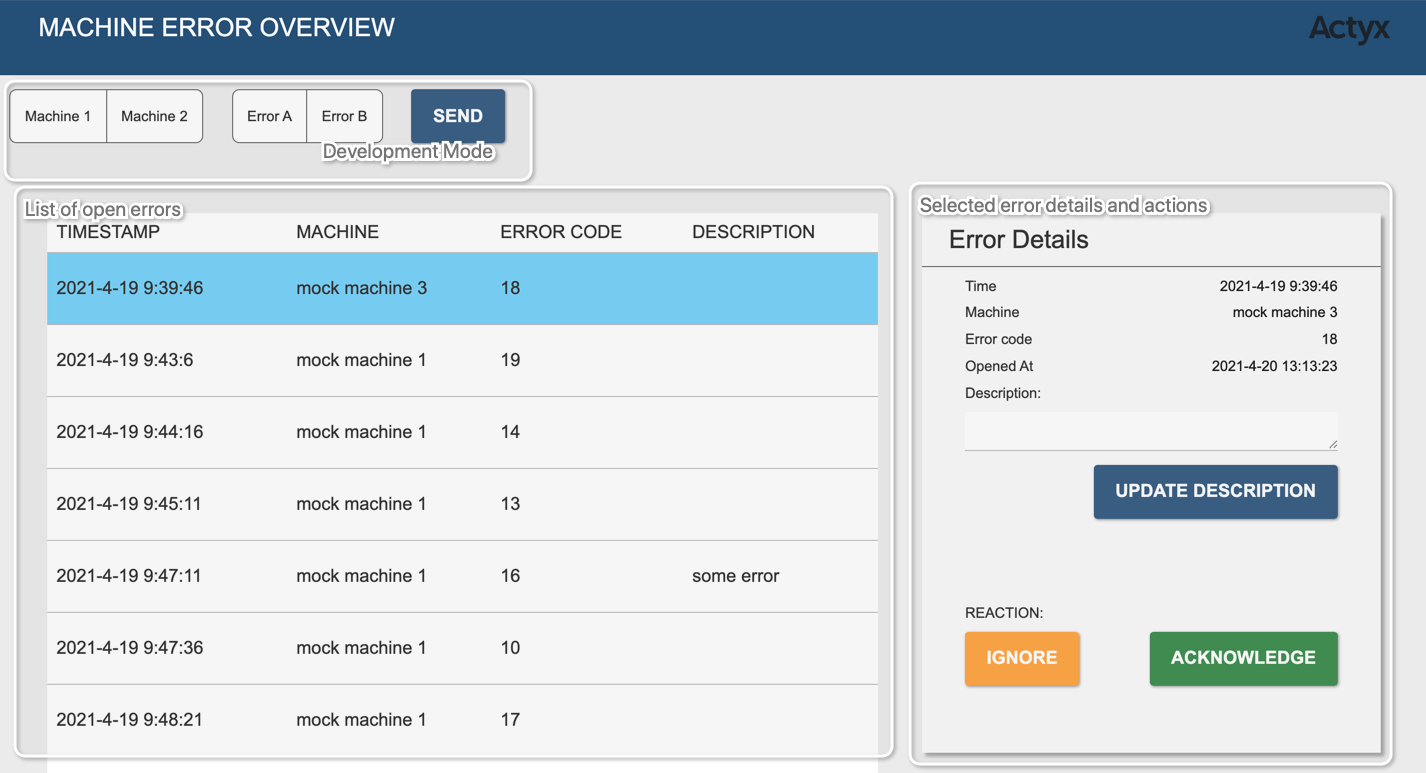 MACHINE ERROR OVERVIEW Actyx
Machine 1 Machine 2 Error A Error B SEND
Development Mode
List of open errors
TIMESTAMP MACHINE ERROR CODE DESCRIPTION
2021-4-19 9:39:46 mock machine 3 18
2021-4-19 9:43:6 mock machine 1 19
2021-4-19 9:44:16 mock machine 1 14
2021-4-19 9:45:11 mock machine 1 13
2021-4-19 9:47:11 mock machine 1 16 some error
2021-4-19 9:47:36 mock machine 1 10
2021-4-19 9:48:21 mock machine 1 17
Selected error details and actions
Error Details
Time 2021-4-19 9:39:46
Machine mock machine 3
Error code 18
Opened At 2021-4-20 13:13:23
Description:
UPDATE DESCRIPTION
REACTION:
IGNORE ACKNOWLEDGE